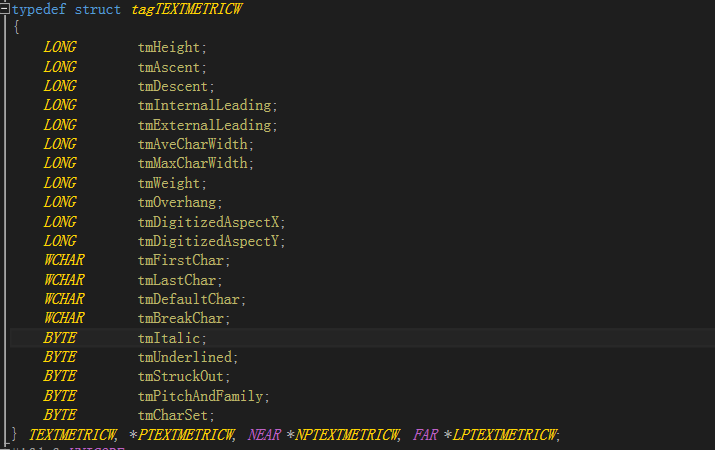 typedef struct tagTEXTMETRICW
{
    LONG        tmHeight;
    LONG        tmAscent;
    LONG        tmDescent;
    LONG        tmInternalLeading;
    LONG        tmExternalLeading;
    LONG        tmAveCharWidth;
    LONG        tmMaxCharWidth;
    LONG        tmWeight;
    LONG        tmOverhang;
    LONG        tmDigitizedAspectX;
    LONG        tmDigitizedAspectY;
    WCHAR       tmFirstChar;
    WCHAR       tmLastChar;
    WCHAR       tmDefaultChar;
    WCHAR       tmBreakChar;
    BYTE        tmItalic;
    BYTE        tmUnderlined;
    BYTE        tmStruckOut;
    BYTE        tmPitchAndFamily;
    BYTE        tmCharSet;
} TEXTMETRICW, *PTEXTMETRICW, NEAR *NPTEXTMETRICW, FAR *LPTEXTMETRICW;